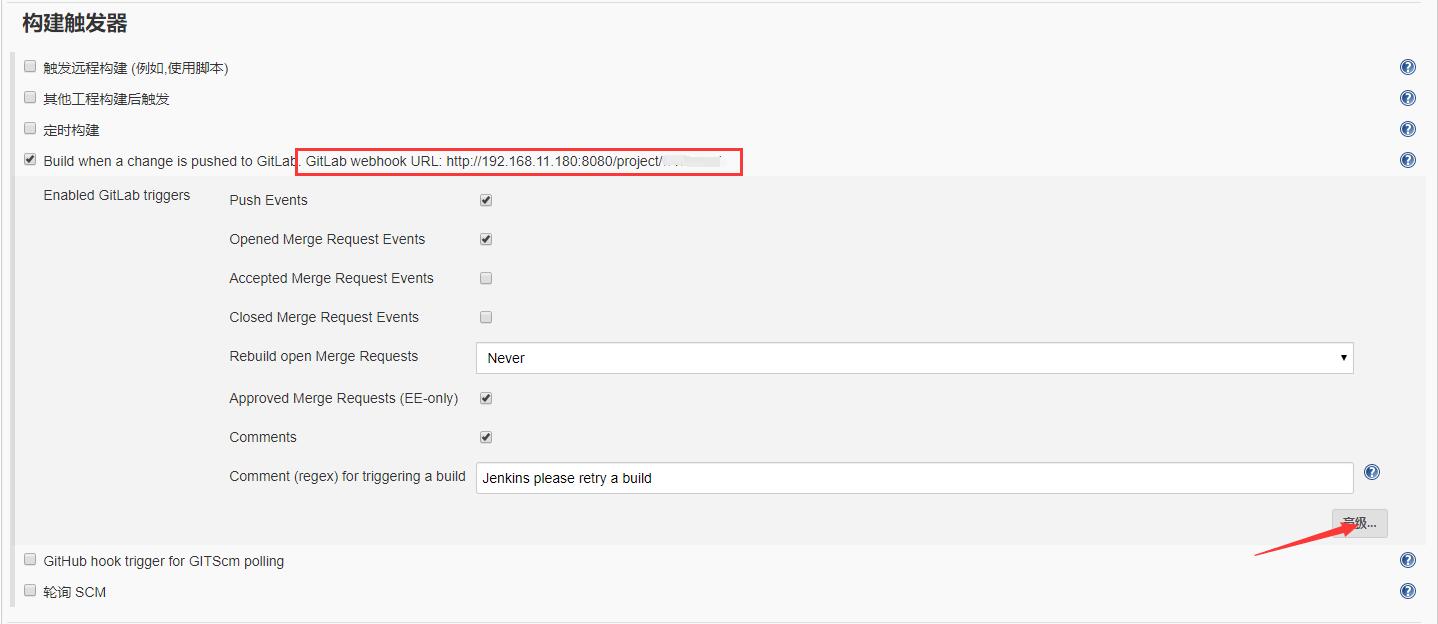 构建触发器
触发远程构建 (例如,使用脚本)
其他工程构建后触发
定时构建
Build when a change is pushed to GitLab. GitLab webhook URL: http://192.168.11.180:8080/project/
Enabled GitLab triggers
Push Events
Opened Merge Request Events
Accepted Merge Request Events
Closed Merge Request Events
Rebuild open Merge Requests Never
Approved Merge Requests (EE-only)
Comments
Comment (regex) for triggering a build Jenkins please retry a build
高级...
GitHub hook trigger for GITScm polling
轮询 SCM